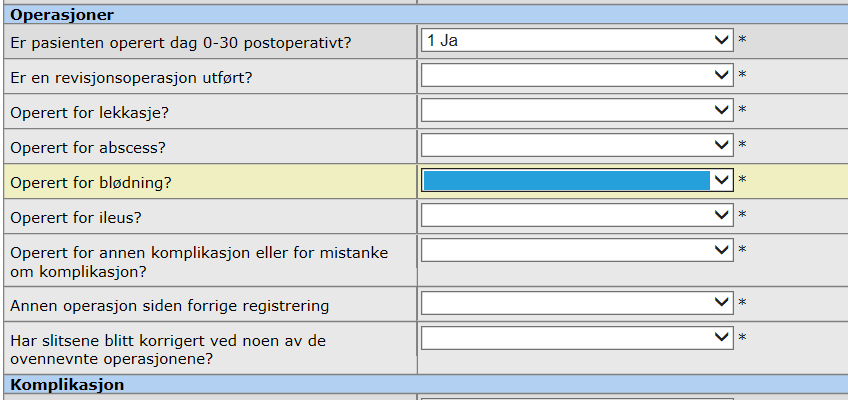 Operasjoner
Er pasienten operert dag 0-30 postoperativt? 1 Ja *
Er en revisjonsoperasjon utført? *
Operert for lekkasje? *
Operert for abscess? *
Operert for blødning? *
Operert for ileus? *
Operert for annen komplikasjon eller for mistanke *
om komplikasjon?
Annen operasjon siden forrige registrering *
Har slitsene blitt korrigert ved noen av de *
ovennevnte operasjonene?
Komplikasjon